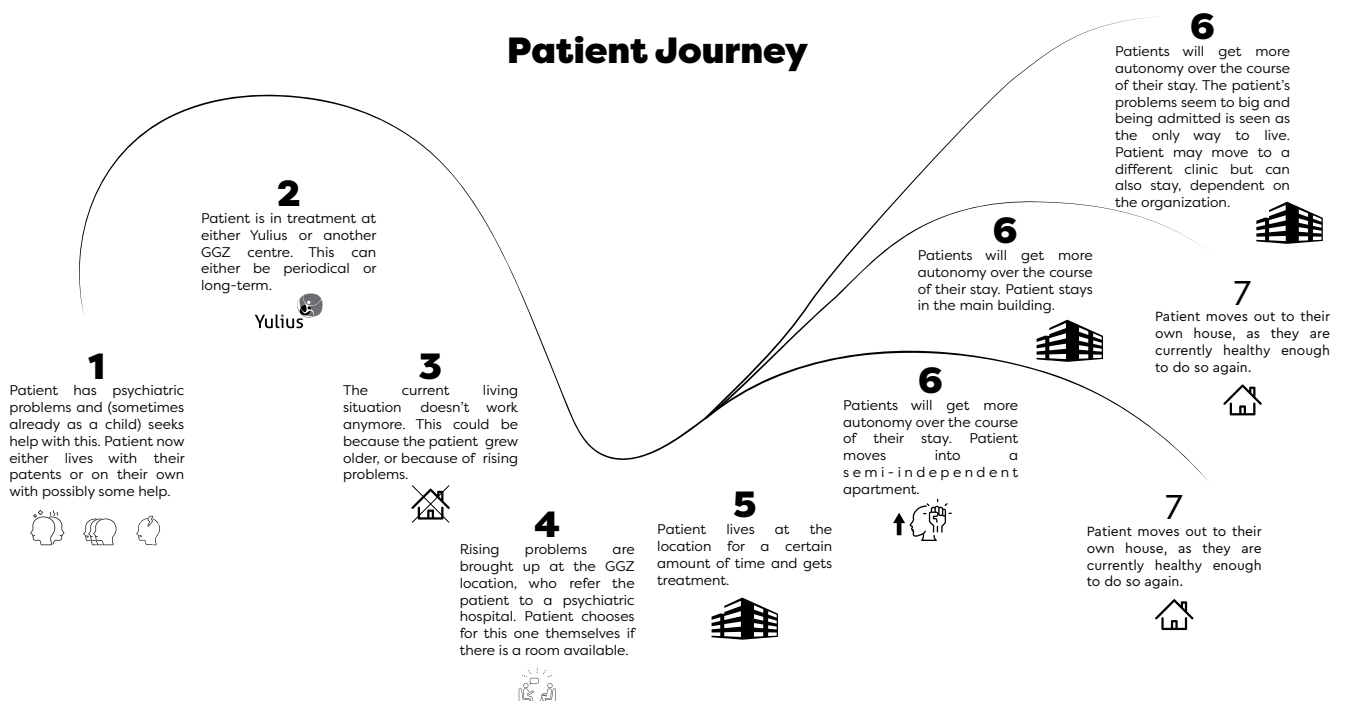 Patient Journey
1
Patient has psychiatric
problems and (sometimes
already as a child) seeks
help with this. Patient now
either lives with their
patents or on their own
with possibly some help.
2
Patient is in treatment at
either Yulius or another
GGZ centre. This can
either be periodical or
long-term.
Yulius
3
The current living
situation doesn't work
anymore. This could be
because the patient grew
older, or because of rising
problems.
4
Rising problems are
brought up at the GGZ
location, who refer the
patient to a psychiatric
hospital. Patient chooses
for this one themselves if
there is a room available.
5
Patient lives at the
location for a certain
amount of time and gets
treatment.
6
Patients will get more
autonomy over the course
of their stay. Patient
moves into a
semi-independent
apartment.
7
Patient moves out to their
own house, as they are
currently healthy enough
to do so again.
6
Patients will get more
autonomy over the course
of their stay. Patient stays
in the main building.
7
Patient moves out to their
own house, as they are
currently healthy enough
to do so again.
6
Patients will get more
autonomy over the course
of their stay. The patient's
problems seem to big and
being admitted is seen as
the only way to live.
Patient may move to a
different clinic but can
also stay, dependent on
the organization.